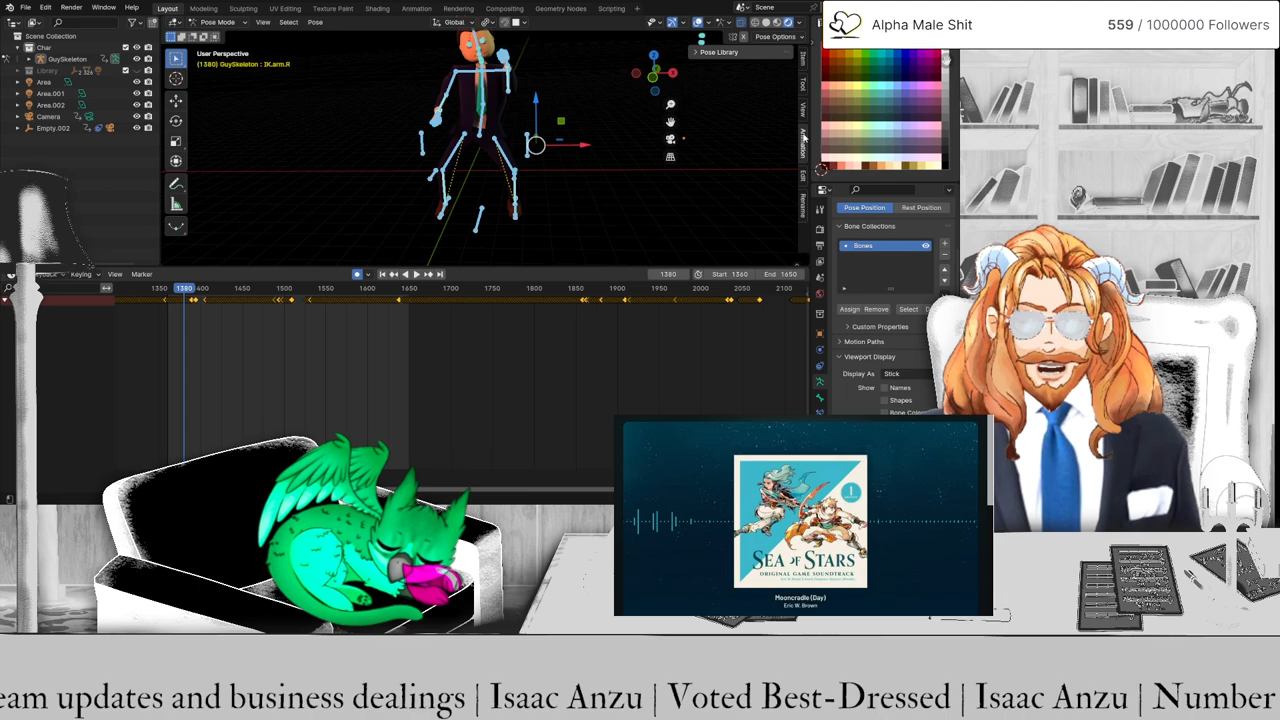 File Edit Render Window Help Layout Modeling Sculpting UV Editing Texture Paint Shading Animation Rendering Compositing Geometry Nodes Scripting Scene
Pose Mode View Select Pose Global
Pose Options
Scene Collection
Char
GuySkeleton
Library
Area
Area.001
Area.002
Camera
Empty.002
User Perspective
(1380) GuySkeleton : IK.arm.R
Pose Library
Item
Tool
View
Animation
Edit
Rename
Alpha Male Shit 559 / 1000000 Followers
Pose Position Rest Position
Bone Collections
Bones
Assign Remove Select
Custom Properties
Motion Paths
Viewport Display
Display As Stick
Show Names
Shapes
Keying View Marker
1380 Start 1360 End 1650
1350 1380 1450 1500 1550 1600 1650 1700 1750 1800 1850 1900 1950 2000 2050 2100
SEA OF STARS
ORIGINAL GAME SOUNDTRACK
Mooncradle (Day)
Eric W. Brown
eam updates and business dealings | Isaac Anzu | Voted Best-Dressed | Isaac Anzu | Number